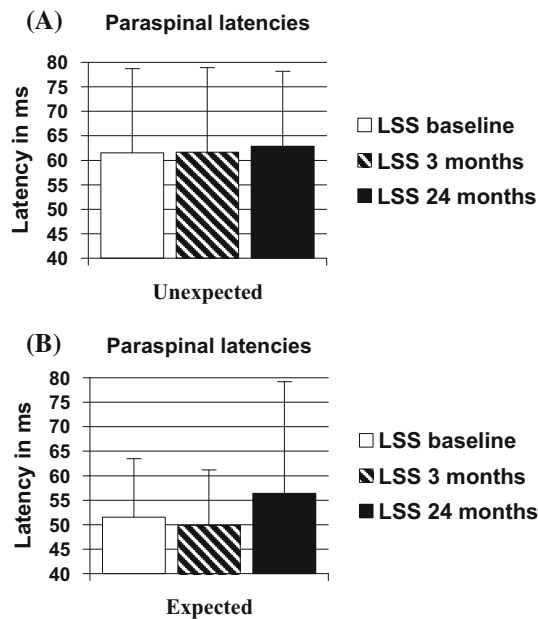 (A) Paraspinal latencies
80
75
70
65
60
55
50
45
40
Latency in ms
Unexpected
LSS baseline
LSS 3 months
LSS 24 months
(B) Paraspinal latencies
80
75
70
65
60
55
50
45
40
Latency in ms
Expected
LSS baseline
LSS 3 months
LSS 24 months